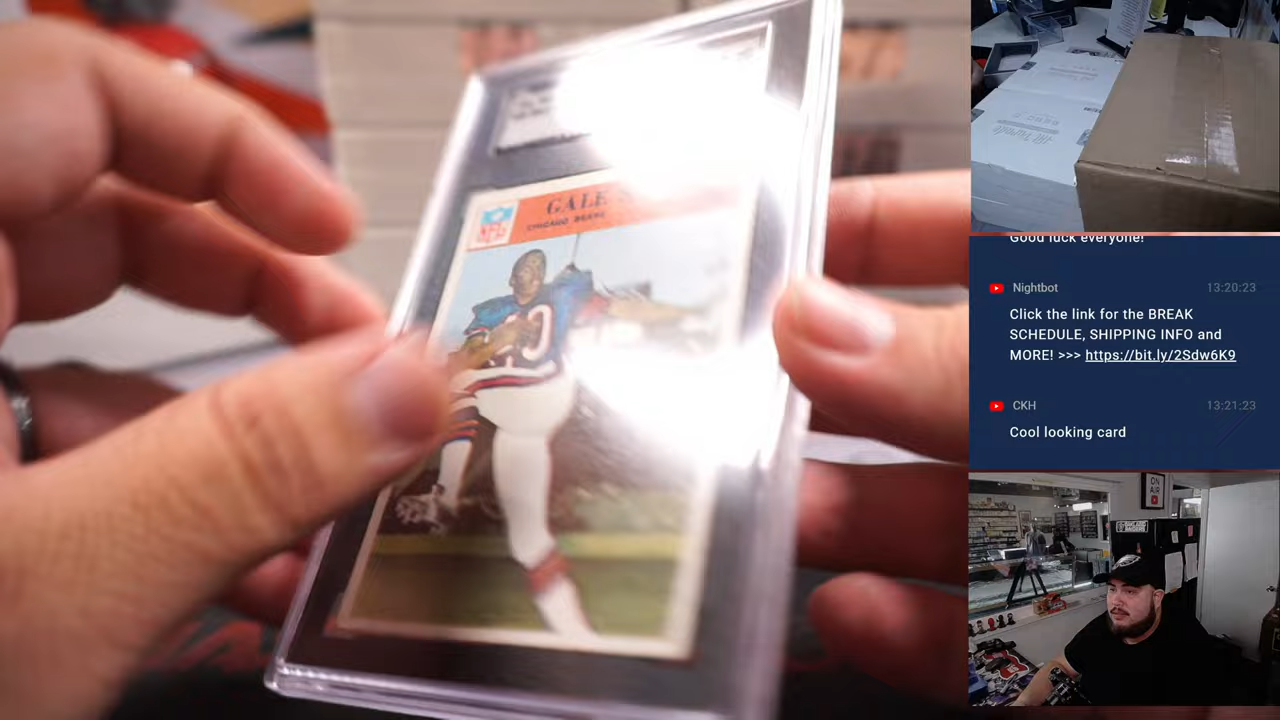 GALE
CHICAGO BEARS
NFL
Good luck everyone!
Nightbot
13:20:23
Click the link for the BREAK
SCHEDULE, SHIPPING INFO and
MORE! >>> https://bit.ly/2Sdw6K9
CKH
13:21:23
Cool looking card
ON
AIR